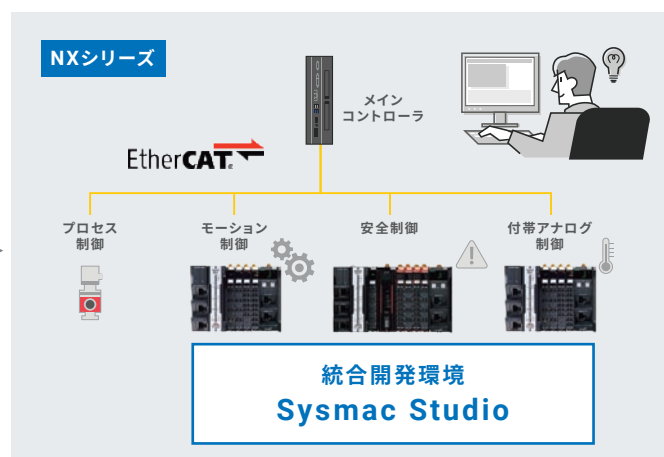 NXシリーズ
メイン
コントローラ
EtherCAT
プロセス
制御
モーション
制御
安全制御
付帯アナログ
制御
統合開発環境
Sysmac Studio